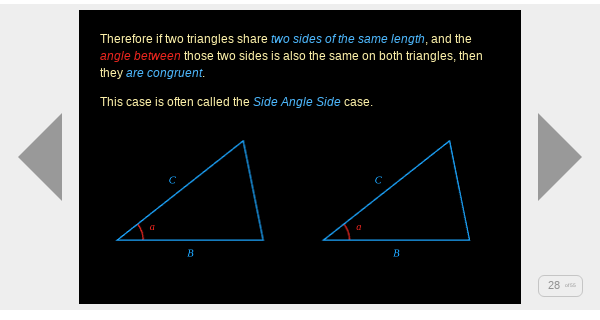 Therefore if two triangles share two sides of the same length, and the
angle between those two sides is also the same on both triangles, then
they are congruent.
This case is often called the Side Angle Side case.
C
C
a
a
B
B
28